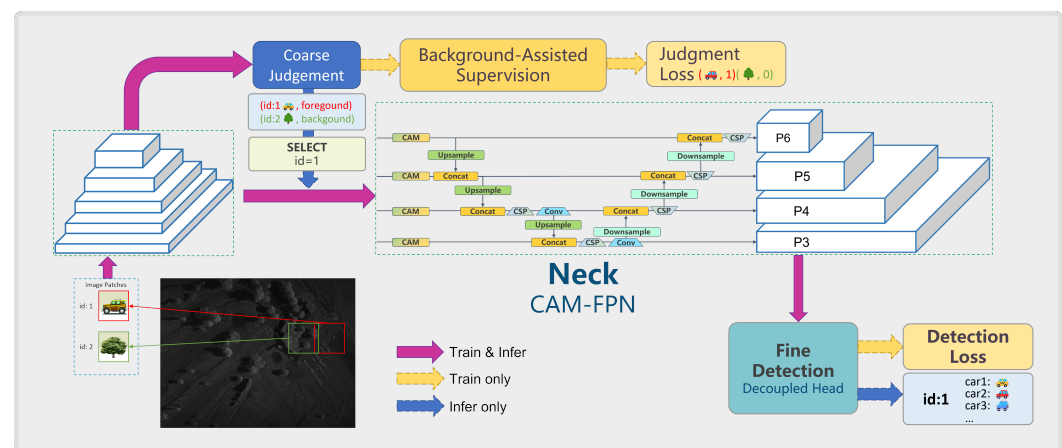 Coarse
Judgement
Background-Assisted
Supervision
Judgment
Loss ( , 1)( , 0)
(id:1 , foregound)
(id:2 , backgound)
SELECT
id=1
CAM
Concat
CSP
P6
Upsample
Downsample
CAM
Concat
Concat
CSP
P5
Upsample
Downsample
CAM
Concat
CSP
Conv
Concat
CSP
P4
Upsample
Downsample
CAM
Concat
CSP
Conv
P3
Neck
CAM-FPN
Image Patches
id: 1
id: 2
Train & Infer
Train only
Infer only
Fine
Detection
Decoupled Head
Detection
Loss
id:1
car1:
car2:
car3:
...